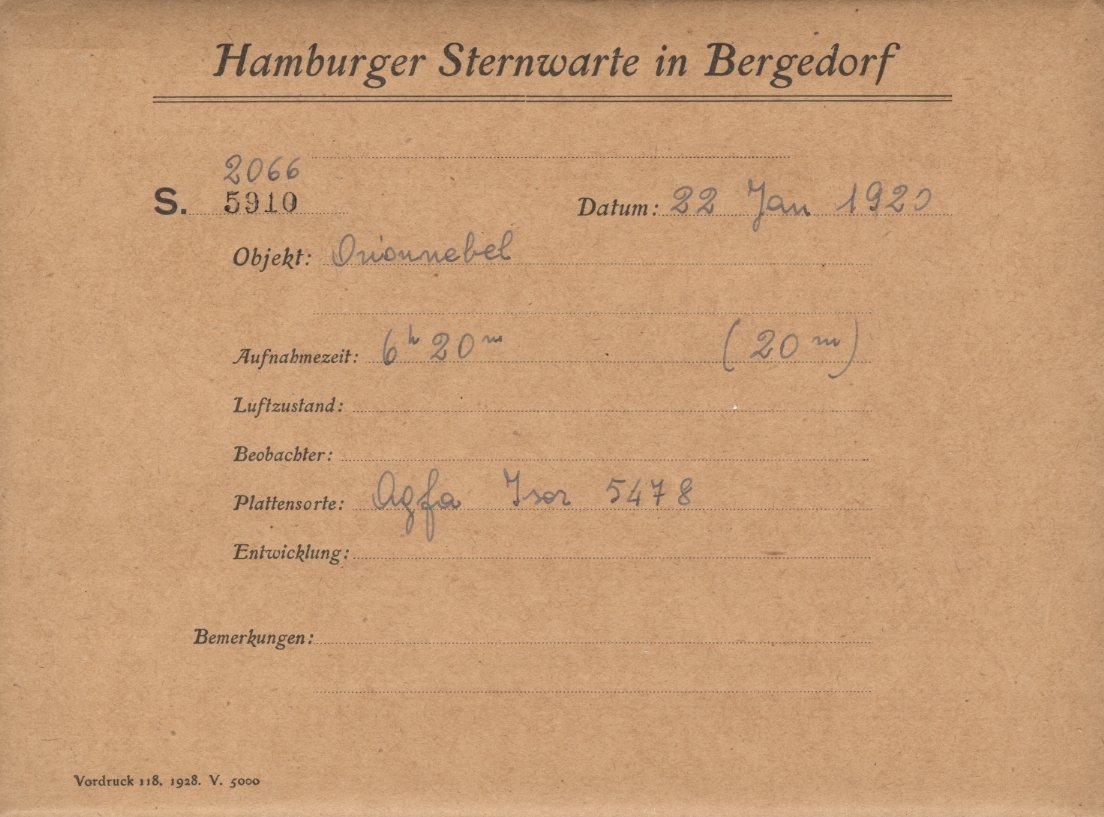 Hamburger Sternwarte in Bergedorf
2066
S. 5910 Datum: 22 Jan 1920
Objekt: Orionnebel
Aufnahmezeit: 6h 20m (20m)
Luftzustand:
Beobachter:
Plattensorte: Agfa Isor 5478
Entwicklung:
Bemerkungen:
Vordruck 118. 1928. V. 5000